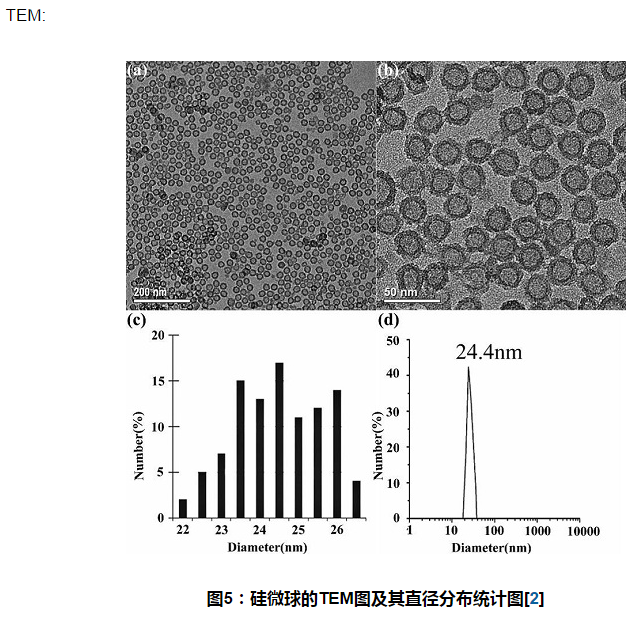 TEM:
(a) (b)
200 nm 50 nm
(c) (d)
20
15
10
5
0
Number(%)
22 23 24 25 26
Diameter(nm)
24.4nm
50
40
30
20
10
0
Number(%)
1 10 100 1000 10000
Diameter(nm)
图5：硅微球的TEM图及其直径分布统计图[2]